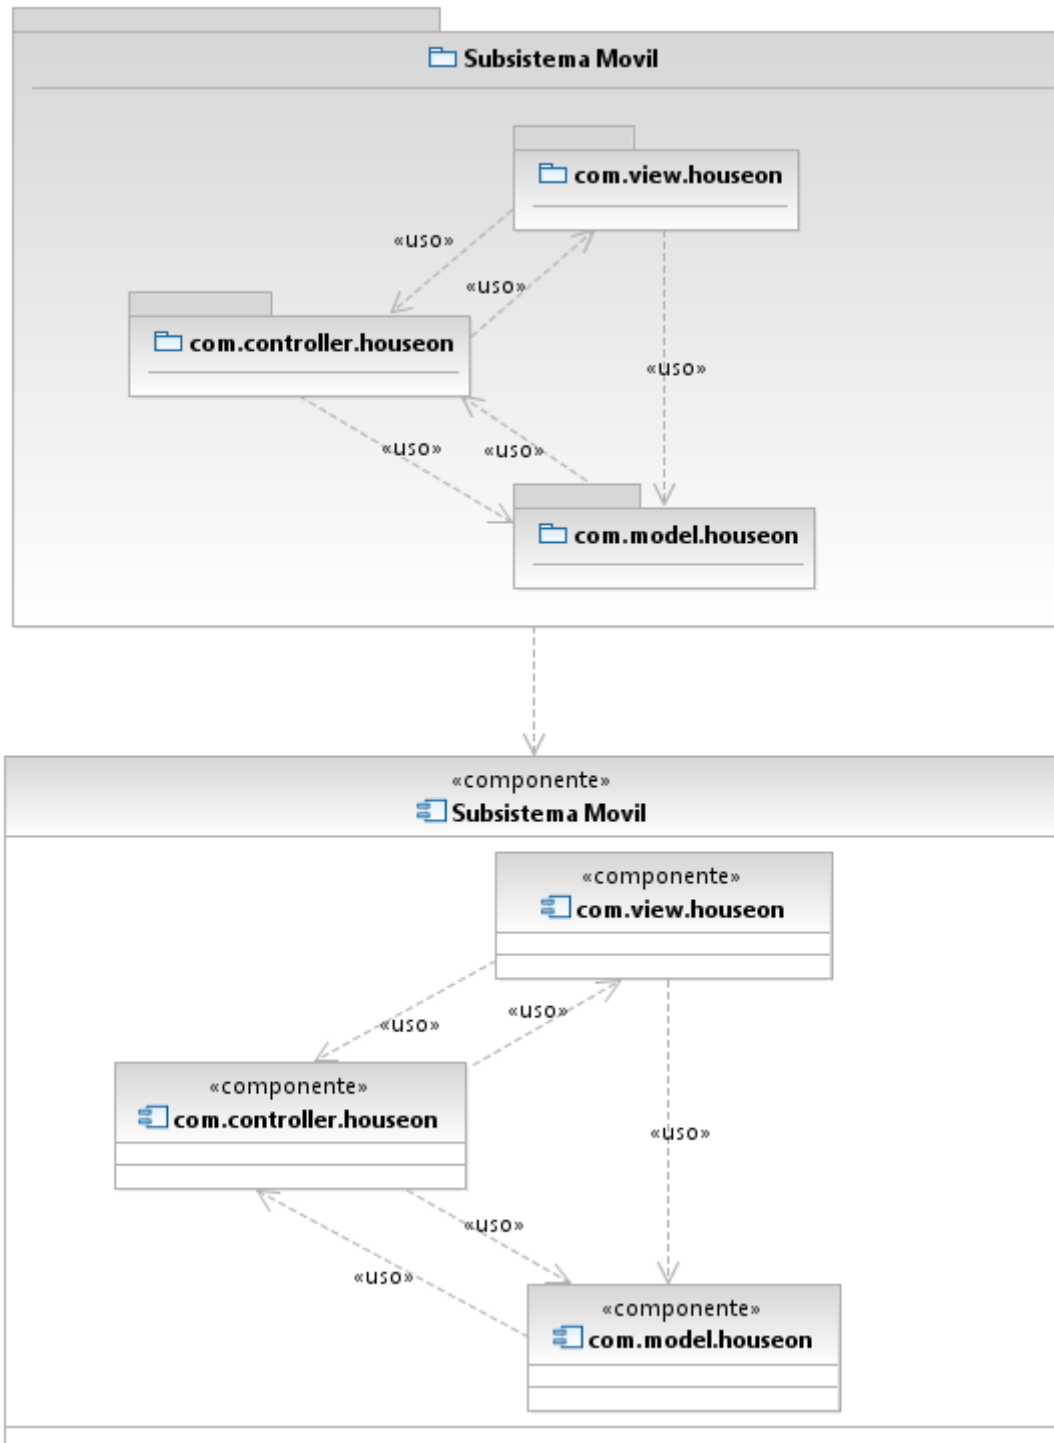 Subsistema Movil
com.view.houseon
«uso»
«uso»
com.controller.houseon
«uso»
«uso»
«uso»
com.model.houseon
«componente»
Subsistema Movil
«componente»
com.view.houseon
«uso»
«uso»
«componente»
com.controller.houseon
«uso»
«uso»
«uso»
«componente»
com.model.houseon